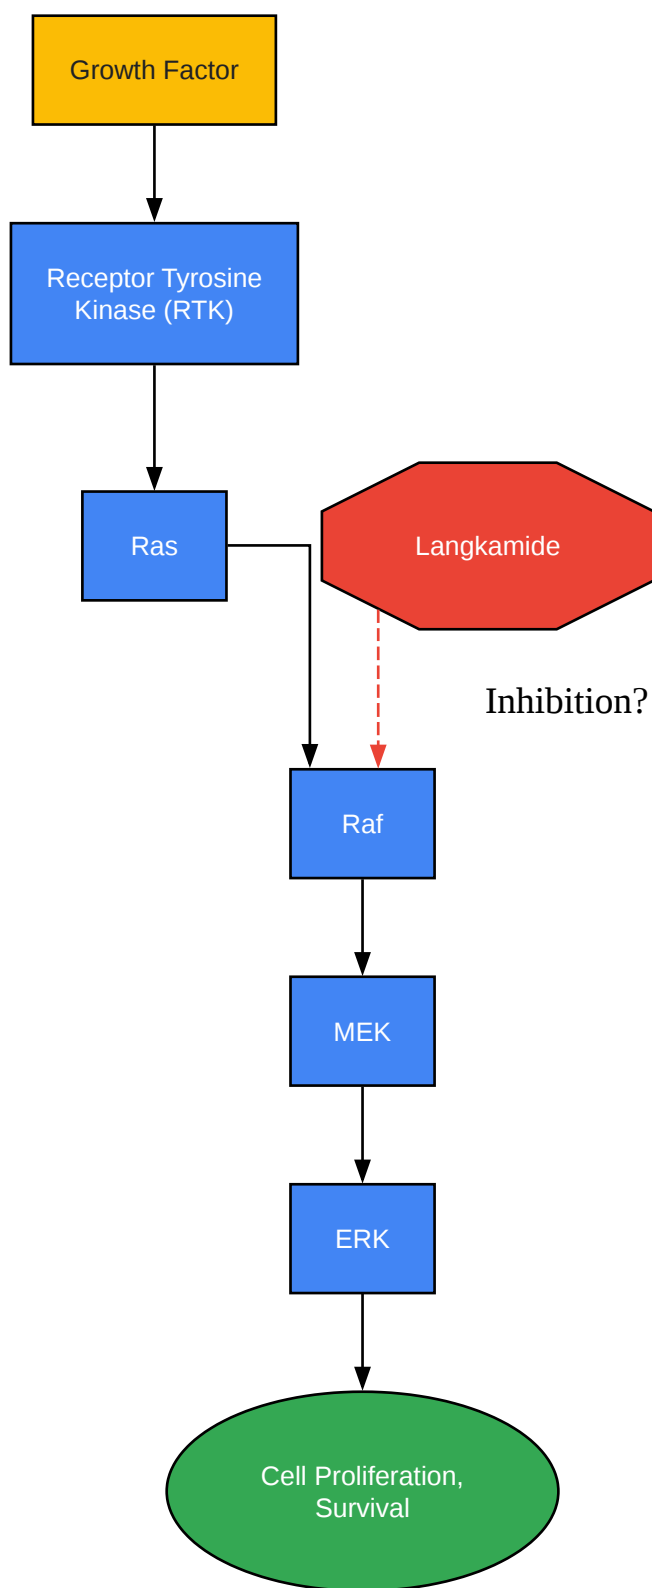 Growth Factor
Receptor Tyrosine
Kinase (RTK)
Ras
Langkamide
Inhibition?
Raf
MEK
ERK
Cell Proliferation,
Survival